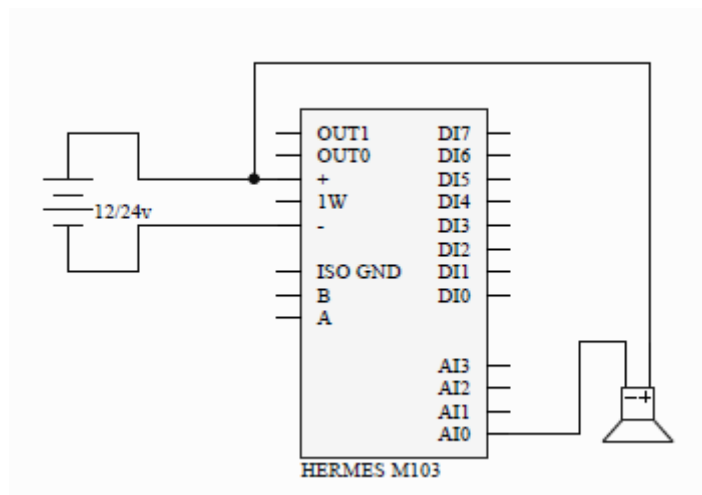 12/24v
OUT1
OUT0
+
1W
-
ISO GND
B
A
DI7
DI6
DI5
DI4
DI3
DI2
DI1
DI0
AI3
AI2
AI1
AI0
-+
HERMES M103